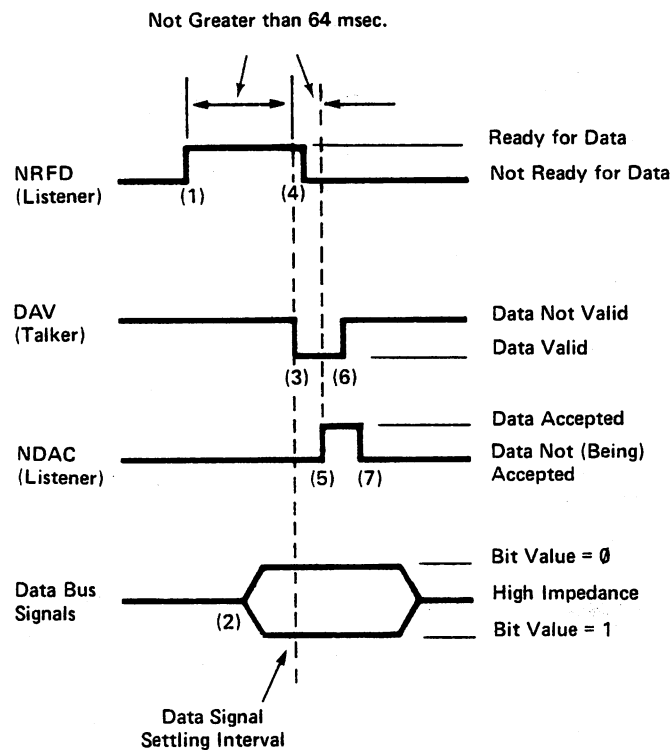 Not Greater than 64 msec.
Ready for Data
NRFD
(Listener)
Not Ready for Data
(1)
(4)
DAV
(Talker)
Data Not Valid
Data Valid
(3)
(6)
Data Accepted
NDAC
(Listener)
Data Not (Being)
Accepted
(5)
(7)
Bit Value = 0
Data Bus
Signals
High Impedance
(2)
Bit Value = 1
Data Signal
Settling Interval